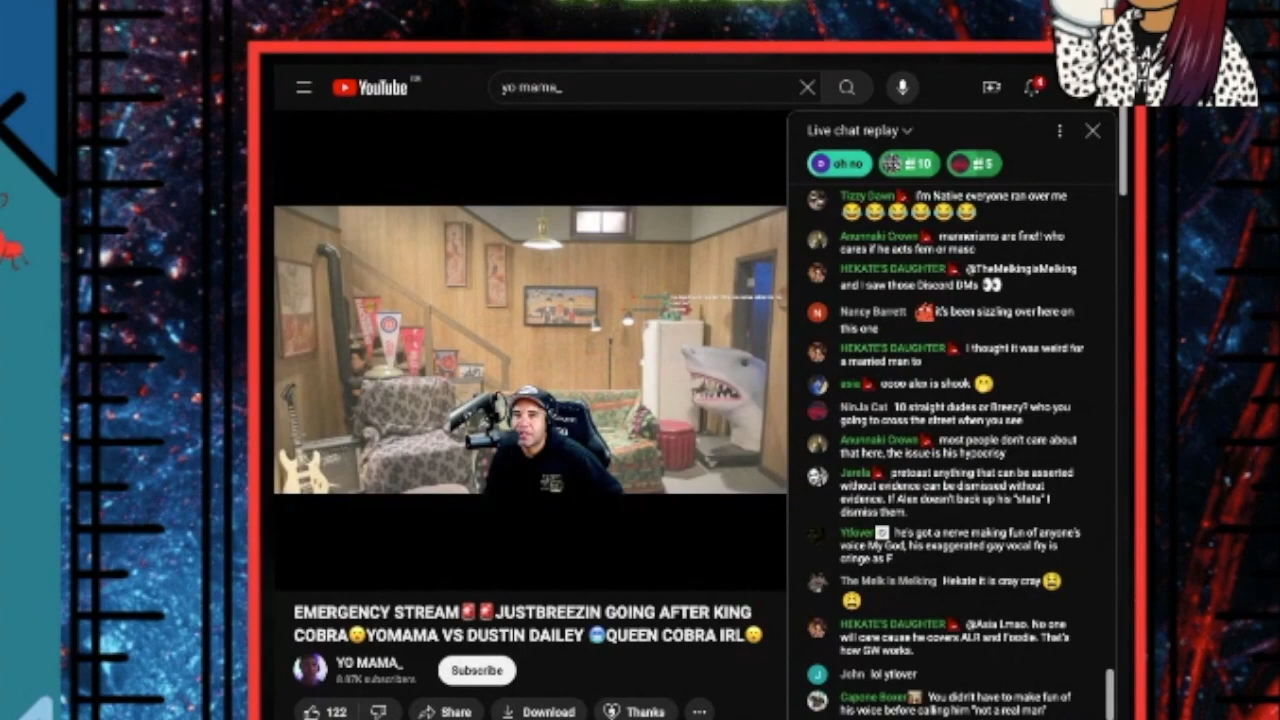 YouTube
yo mama_
Live chat replay
oh no
#10
#5
Tizzy Dawn I'm Native everyone ran over me
Anunnaki Crown mannerisms are fine!! who
cares if he acts fem or masc
HEKATE'S DAUGHTER @TheMelkingisMelking
and I saw those Discord DMs
Nancy Barrett it's been sizzling over here on
this one
HEKATE'S DAUGHTER I thought it was weird for
a married man to
asia oooo alex is shook
NinJa Cat 10 straight dudes or Breezy? who you
going to cross the street when you see
Anunnaki Crown most people don't care about
that here, the issue is his hypocrisy
Jarela pretoast anything that can be asserted
without evidence can be dismissed without
evidence. If Alex doesn't back up his "stats" I
dismiss them.
Ytlover he's got a nerve making fun of anyone's
voice My God, his exaggerated gay vocal fry is
cringe as F
The Melk is Melking Hekate it is cray cray
HEKATE'S DAUGHTER @Asia Lmao. No one
will care cause he covers ALR and Foodie. That's
how GW works.
John lol ytlover
Capone Boxer You didn't have to make fun of
his voice before calling him "not a real man"
EMERGENCY STREAM🚨🚨JUSTBREEZIN GOING AFTER KING
COBRA😮YOMAMA VS DUSTIN DAILEY 🥶QUEEN COBRA IRL😮
YO MAMA_
8.87K subscribers
Subscribe
122
Share
Download
Thanks